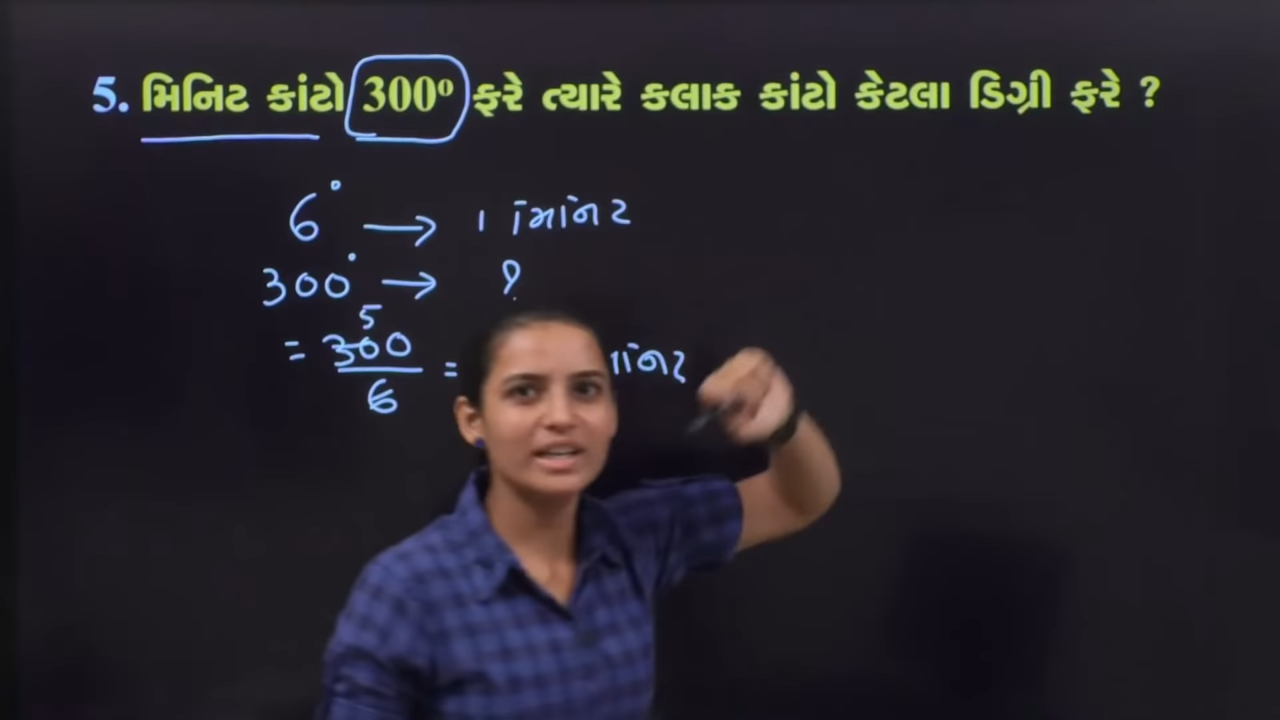 5. મિનિટ કાંટો 300° ફરે ત્યારે કલાક કાંટો કેટલા ડિગ્રી ફરે ?
6° → 1 મિનિટ
300° → ?
5
= 300/6 =